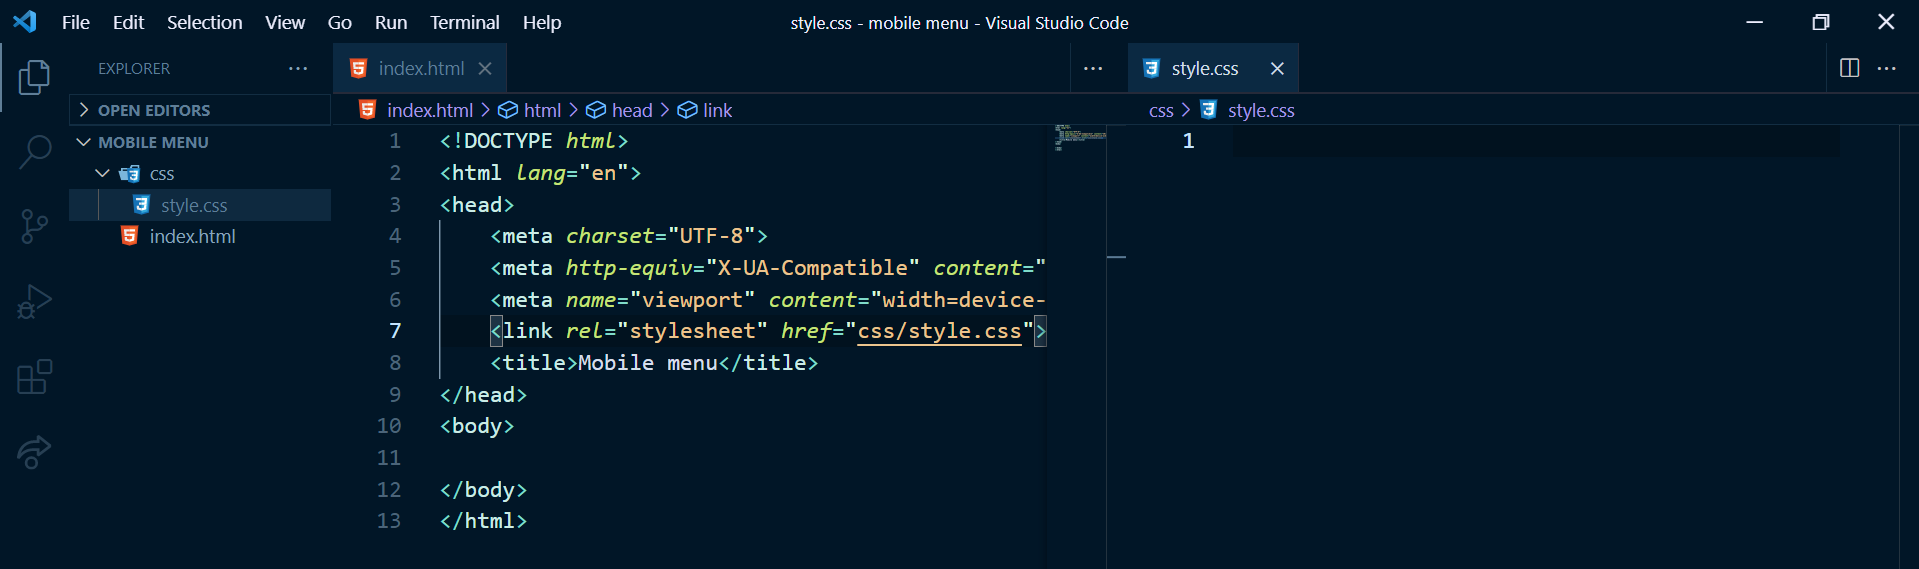 File Edit Selection View Go Run Terminal Help
style.css - mobile menu - Visual Studio Code
EXPLORER
OPEN EDITORS
MOBILE MENU
css
style.css
index.html
index.html
index.html > html > head > link
1 <!DOCTYPE html>
2 <html lang="en">
3 <head>
4 <meta charset="UTF-8">
5 <meta http-equiv="X-UA-Compatible" content="
6 <meta name="viewport" content="width=device-
7 <link rel="stylesheet" href="css/style.css">
8 <title>Mobile menu</title>
9 </head>
10 <body>
11
12 </body>
13 </html>
style.css
css > style.css
1